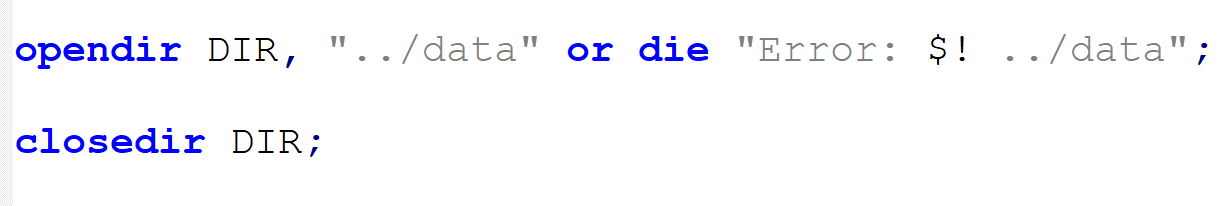 opendir DIR, "../data" or die "Error: $! ../data";
closedir DIR;